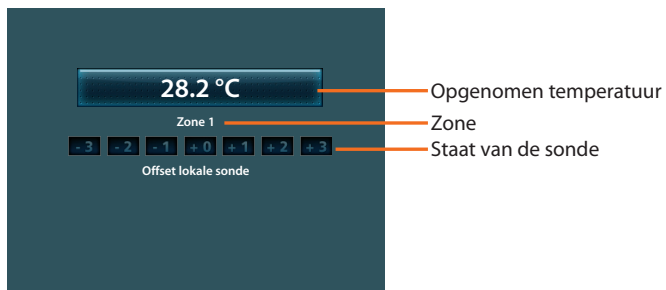 28.2 °C
Opgenomen temperatuur
Zone 1
Zone
- 3 - 2 - 1 + 0 + 1 + 2 + 3
Staat van de sonde
Offset lokale sonde